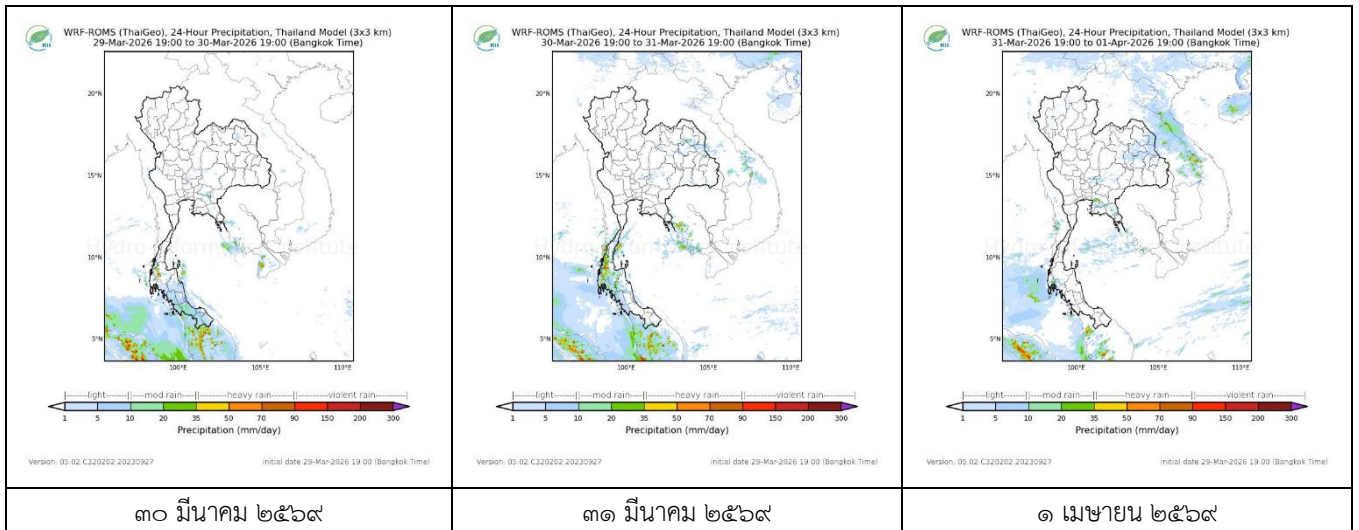 WRF-ROMS (ThaiGeo), 24-Hour Precipitation, Thailand Model (3x3 km)
29-Mar-2026 19:00 to 30-Mar-2026 19:00 (Bangkok Time)
HII
20°N
15°N
10°N
5°N
100°E 105°E 110°E
Hydro Informatics Institute
|-------light-------||----mod rain----||-------heavy rain-------||-------violent rain-------|
1 5 10 20 35 50 70 90 150 200 300
Precipitation (mm/day)
Version: 05.02.C320202.20230927 initial date 29-Mar-2026 19:00 (Bangkok Time)
๓๐ มีนาคม ๒๕๖๙
WRF-ROMS (ThaiGeo), 24-Hour Precipitation, Thailand Model (3x3 km)
30-Mar-2026 19:00 to 31-Mar-2026 19:00 (Bangkok Time)
HII
20°N
15°N
10°N
5°N
100°E 105°E 110°E
Hydro Informatics Institute
|-------light-------||----mod rain----||-------heavy rain-------||-------violent rain-------|
1 5 10 20 35 50 70 90 150 200 300
Precipitation (mm/day)
Version: 05.02.C320202.20230927 initial date 29-Mar-2026 19:00 (Bangkok Time)
๓๑ มีนาคม ๒๕๖๙
WRF-ROMS (ThaiGeo), 24-Hour Precipitation, Thailand Model (3x3 km)
31-Mar-2026 19:00 to 01-Apr-2026 19:00 (Bangkok Time)
HII
20°N
15°N
10°N
5°N
100°E 105°E 110°E
Hydro Informatics Institute
|-------light-------||----mod rain----||-------heavy rain-------||-------violent rain-------|
1 5 10 20 35 50 70 90 150 200 300
Precipitation (mm/day)
Version: 05.02.C320202.20230927 initial date 29-Mar-2026 19:00 (Bangkok Time)
๑ เมษายน ๒๕๖๙